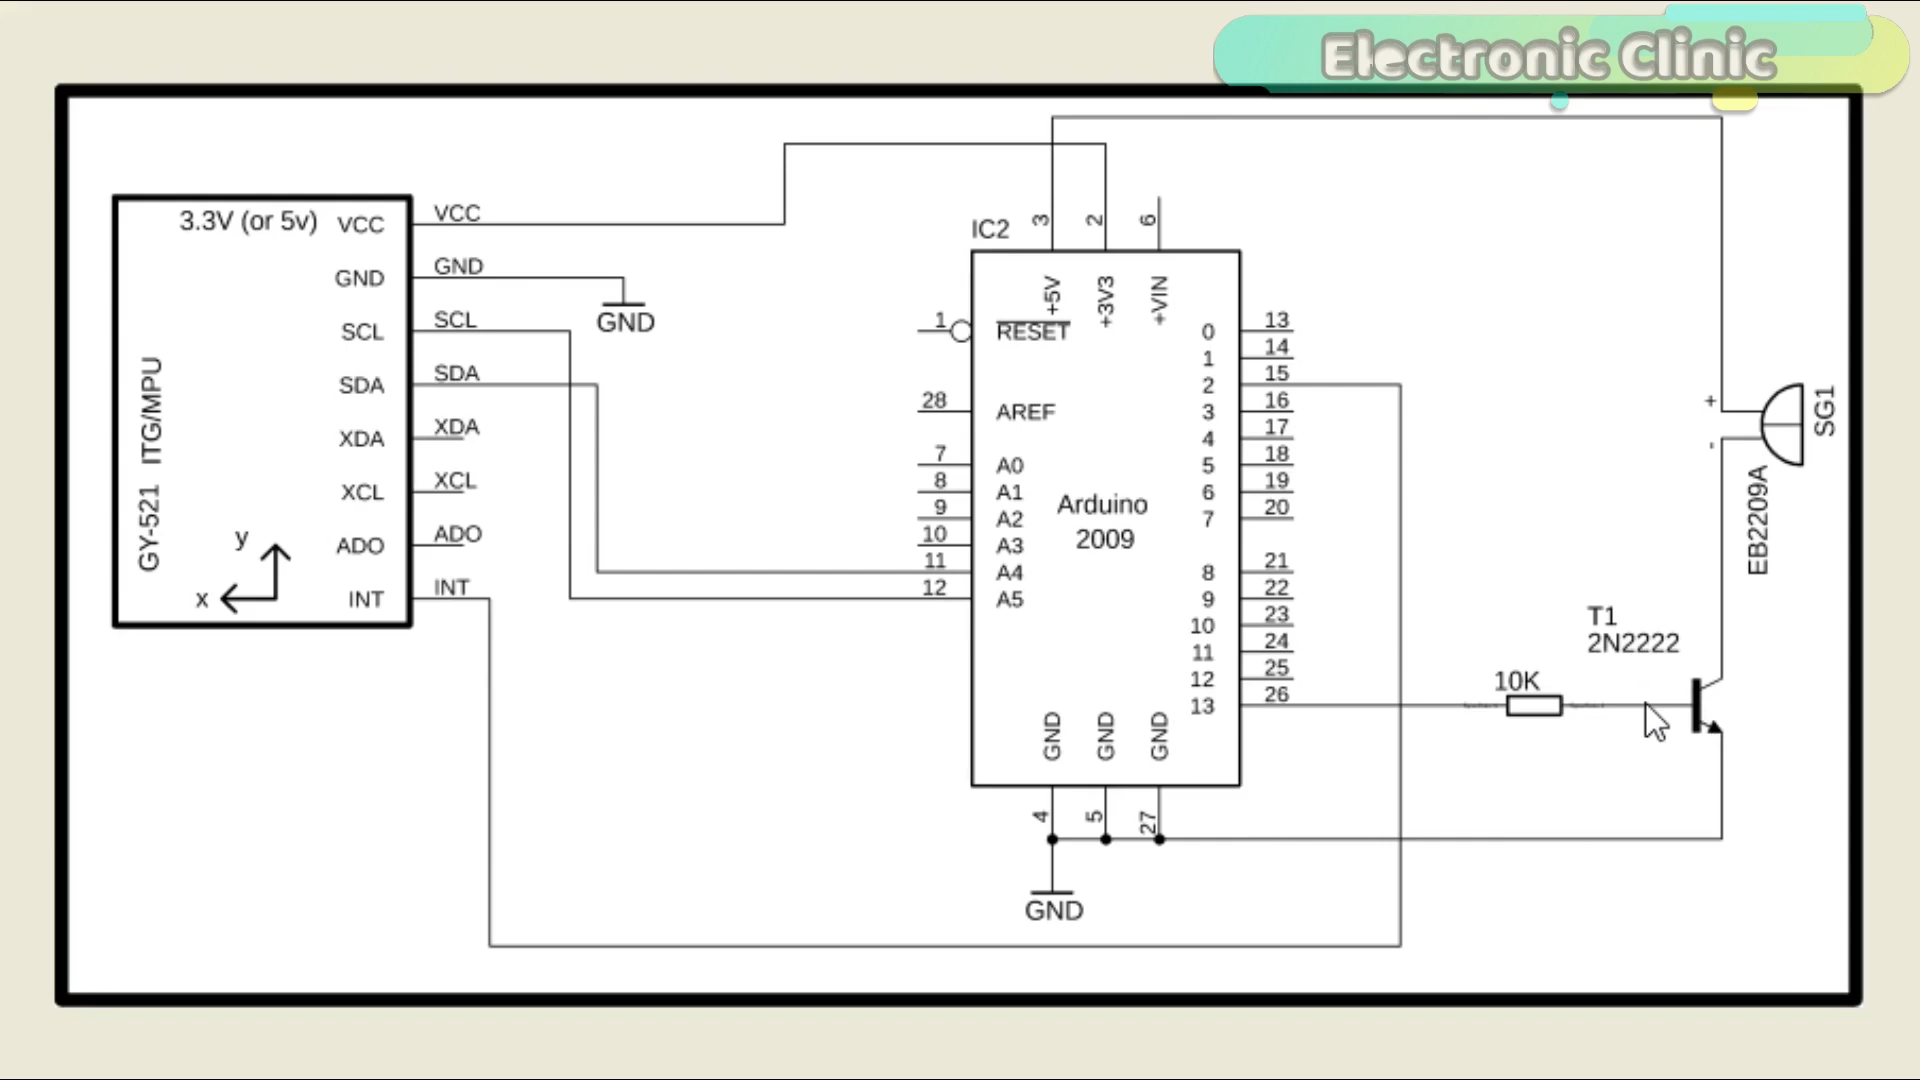 Electronic Clinic
3.3V (or 5v) VCC
GND
SCL
SDA
XDA
XCL
ADO
INT
GY-521 ITG/MPU
y
x
VCC
GND
SCL
SDA
XDA
XCL
ADO
INT
GND
IC2
3
2
6
+5V
+3V3
+VIN
1
RESET
28
AREF
7
A0
8
A1
9
A2
10
A3
11
A4
12
A5
Arduino
2009
0
13
1
14
2
15
3
16
4
17
5
18
6
19
7
20
8
21
9
22
10
23
11
24
12
25
13
26
GND
GND
GND
4
5
27
GND
+
-
SG1
EB2209A
T1
2N2222
10K